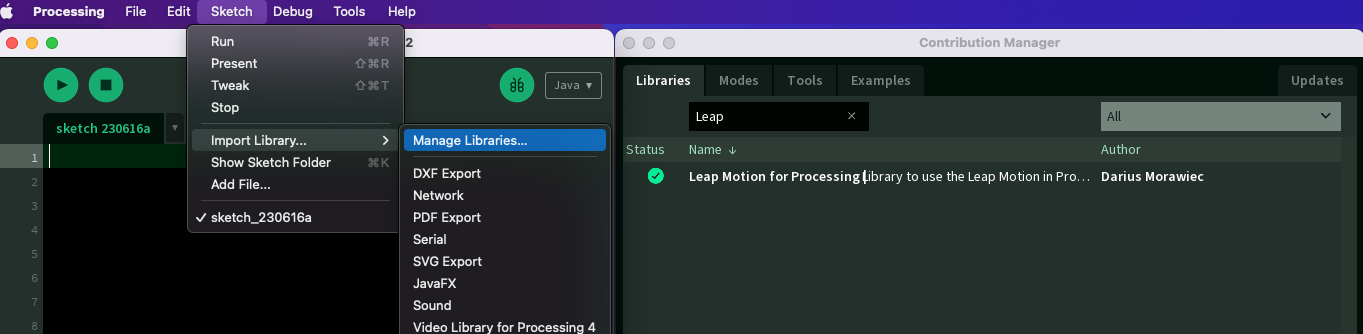 Processing File Edit Sketch Debug Tools Help
2
Contribution Manager
Run ⌘R
Present ⇧⌘R
Tweak ⇧⌘T
Stop
Import Library...
Show Sketch Folder ⌘K
Add File...
✓ sketch_230616a
Java ▾
sketch 230616a
1
2
3
4
5
6
7
8
Manage Libraries...
DXF Export
Network
PDF Export
Serial
SVG Export
JavaFX
Sound
Video Library for Processing 4
Libraries Modes Tools Examples Updates
Leap × All
Status Name ↓ Author
Leap Motion for Processing Library to use the Leap Motion in Pro… Darius Morawiec